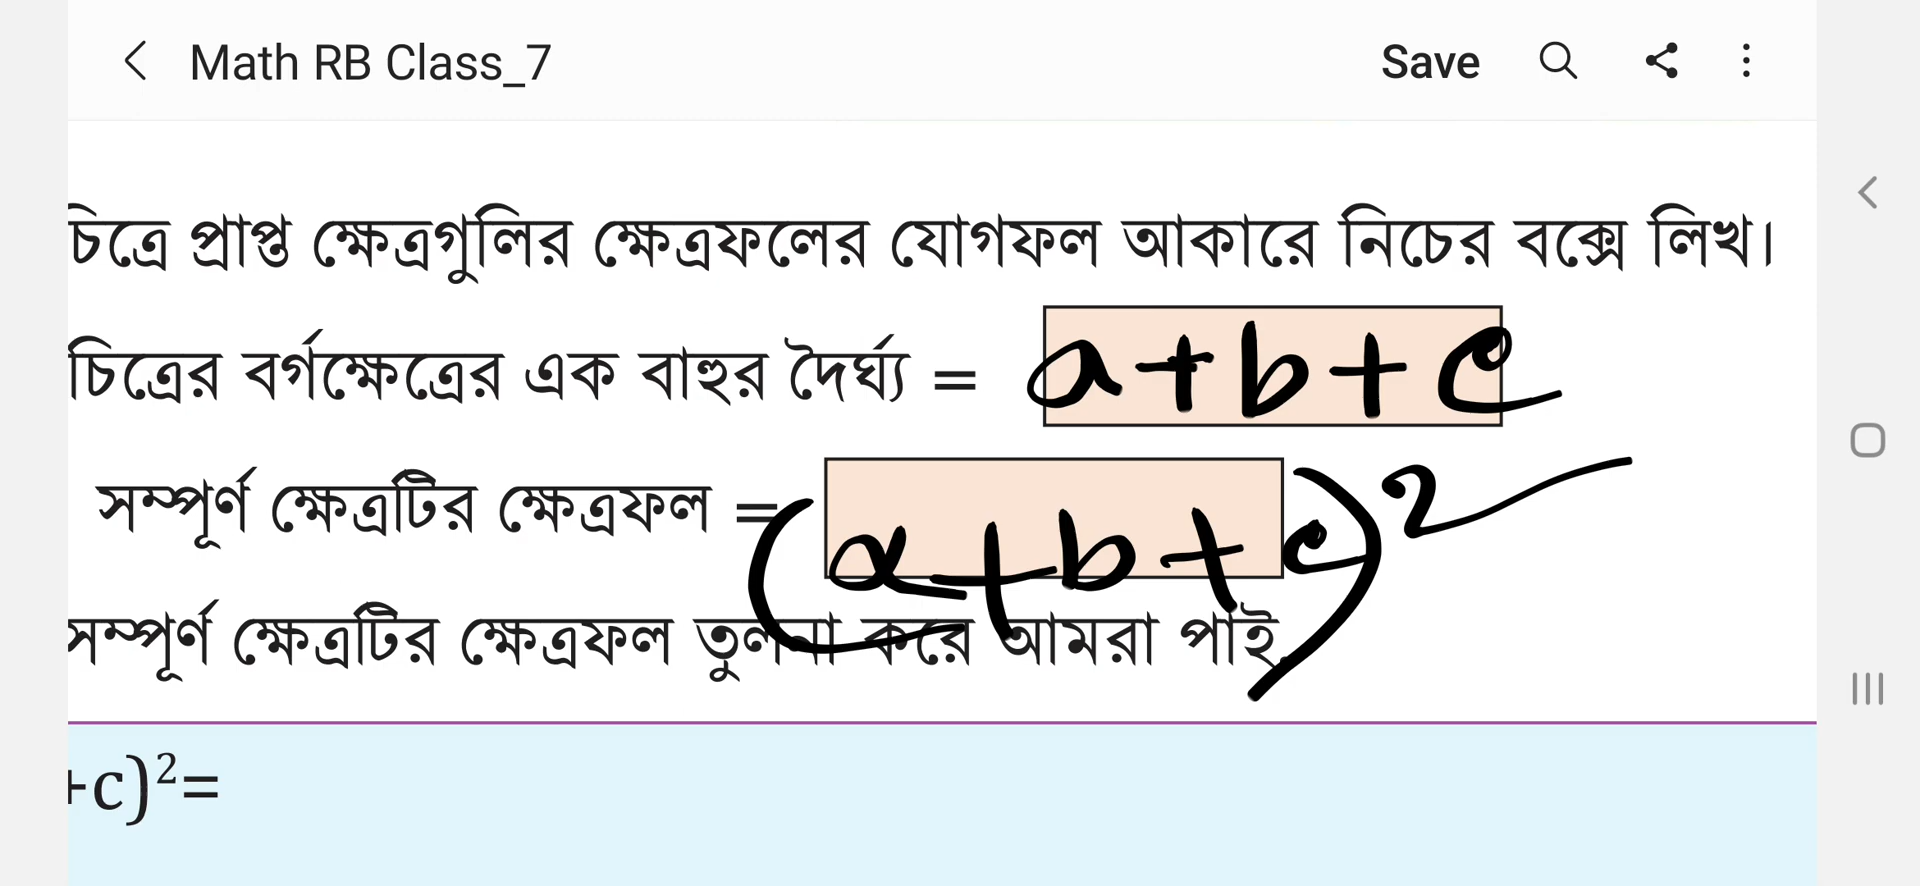 Math RB Class_7 Save
চিত্রে প্রাপ্ত ক্ষেত্রগুলির ক্ষেত্রফলের যোগফল আকারে নিচের বক্সে লিখ।
চিত্রের বর্গক্ষেত্রের এক বাহুর দৈর্ঘ্য = a+b+c
সম্পূর্ণ ক্ষেত্রটির ক্ষেত্রফল = (a+b+c)²
সম্পূর্ণ ক্ষেত্রটির ক্ষেত্রফল তুলনা করে আমরা পাই,
+c)²=